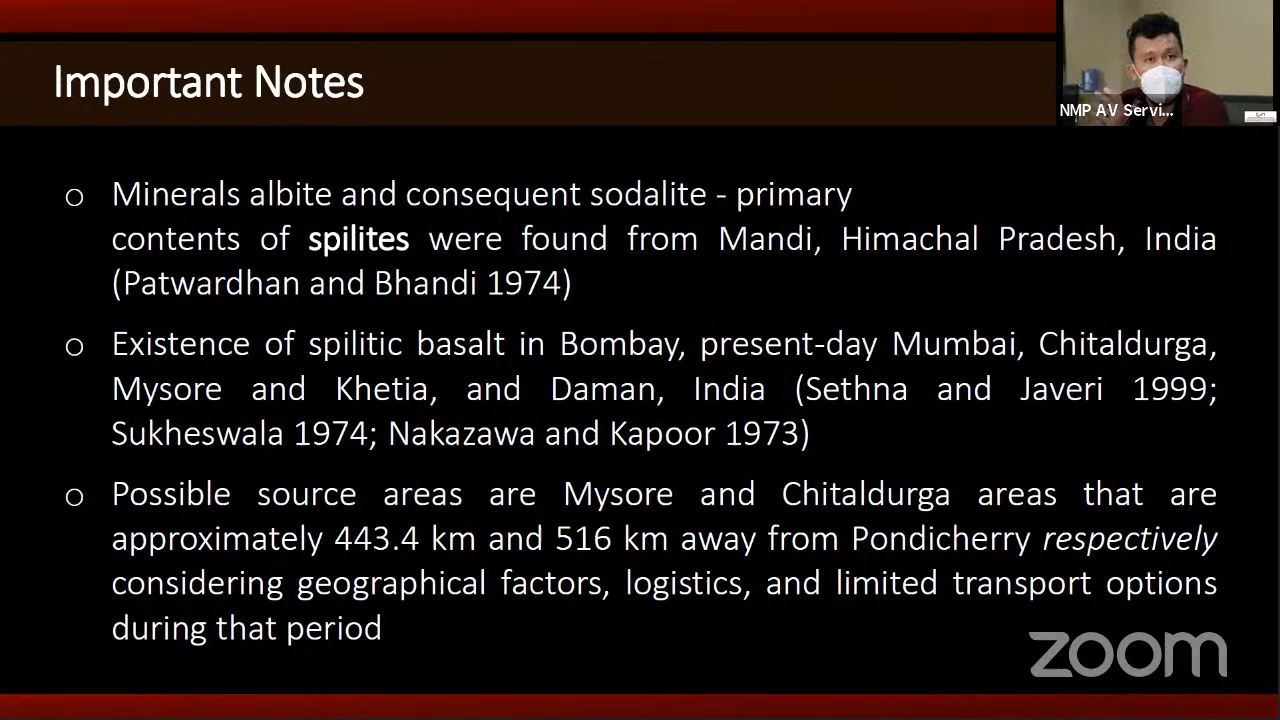 Important Notes
NMP AV Servi...
o Minerals albite and consequent sodalite - primary
contents of spilites were found from Mandi, Himachal Pradesh, India
(Patwardhan and Bhandi 1974)
o Existence of spilitic basalt in Bombay, present-day Mumbai, Chitaldurga,
Mysore and Khetia, and Daman, India (Sethna and Javeri 1999;
Sukheswala 1974; Nakazawa and Kapoor 1973)
o Possible source areas are Mysore and Chitaldurga areas that are
approximately 443.4 km and 516 km away from Pondicherry respectively
considering geographical factors, logistics, and limited transport options
during that period
zoom